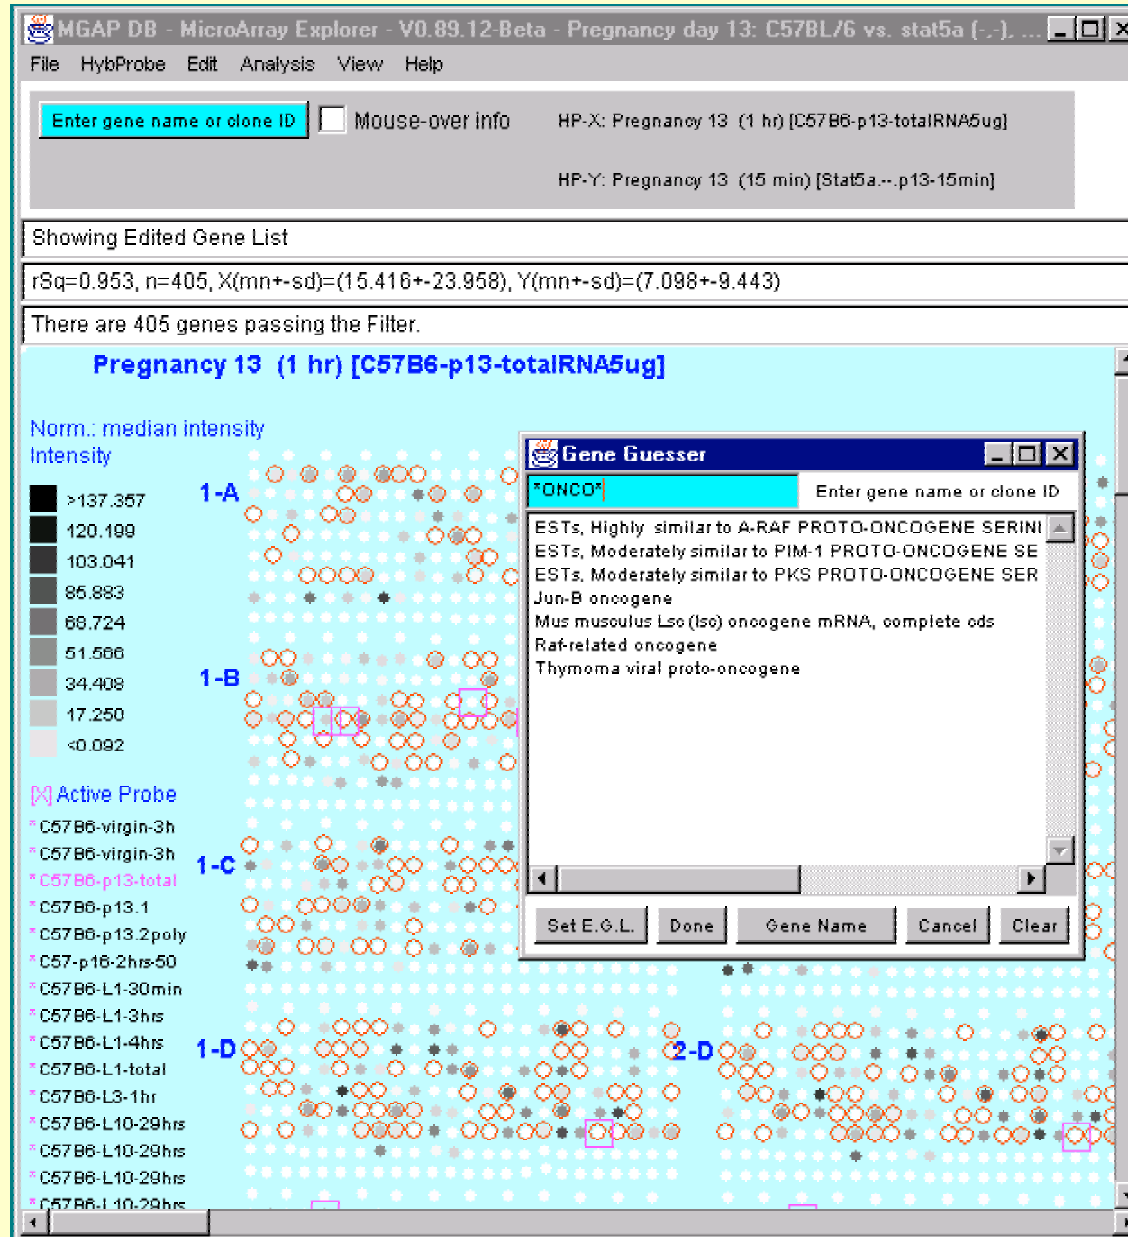 MGAP DB - MicroArray Explorer - V0.89.12-Beta - Pregnancy day 13: C57BL/6 vs. stat5a (-,-), ...
File HybProbe Edit Analysis View Help
Enter gene name or clone ID Mouse-over info HP-X: Pregnancy 13 (1 hr) [C57B6-p13-totalRNA5ug]
HP-Y: Pregnancy 13 (15 min) [Stat5a.--.p13-15min]
Showing Edited Gene List
rSq=0.953, n=405, X(mn+-sd)=(15.416+-23.958), Y(mn+-sd)=(7.098+-9.443)
There are 405 genes passing the Filter.
Pregnancy 13 (1 hr) [C57B6-p13-totalRNA5ug]
Norm.: median intensity
Intensity
>137.357
120.199
103.041
85.883
68.724
51.566
34.408
17.250
<0.092
1-A
1-B
1-C
1-D
2-D
[X] Active Probe
* C57B6-virgin-3h
* C57B6-virgin-3h
* C57B6-p13-total
* C57B6-p13.1
* C57B6-p13.2poly
* C57-p16-2hrs-50
* C57B6-L1-30min
* C57B6-L1-3hrs
* C57B6-L1-4hrs
* C57B6-L1-total
* C57B6-L3-1hr
* C57B6-L10-29hrs
* C57B6-L10-29hrs
* C57B6-L10-29hrs
* C57B6-L10-29hrs
Gene Guesser
*ONCO* Enter gene name or clone ID
ESTs, Highly similar to A-RAF PROTO-ONCOGENE SERIN
ESTs, Moderately similar to PIM-1 PROTO-ONCOGENE SE
ESTs, Moderately similar to PKS PROTO-ONCOGENE SER
Jun-B oncogene
Mus musculus Lsc (lsc) oncogene mRNA, complete cds
Raf-related oncogene
Thymoma viral proto-oncogene
Set E.G.L. Done Gene Name Cancel Clear